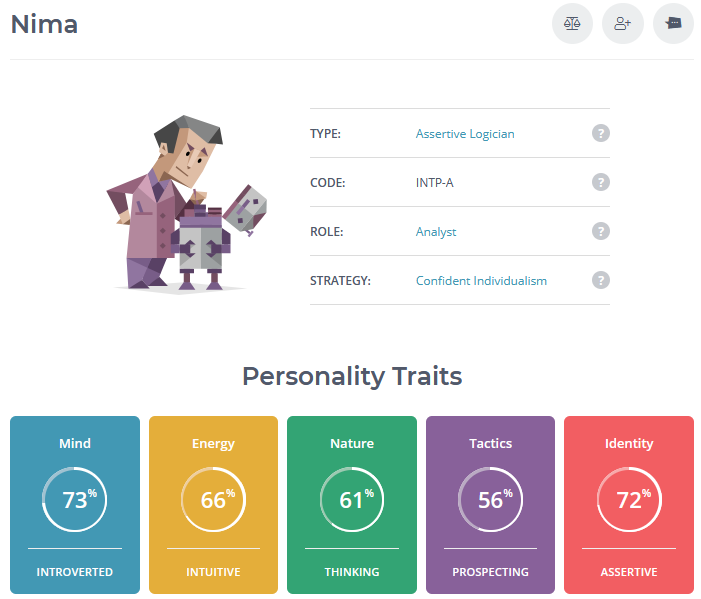 Nima
TYPE: Assertive Logician ?
CODE: INTP-A ?
ROLE: Analyst ?
STRATEGY: Confident Individualism ?
Personality Traits
Mind Energy Nature Tactics Identity
73% 66% 61% 56% 72%
INTROVERTED INTUITIVE THINKING PROSPECTING ASSERTIVE